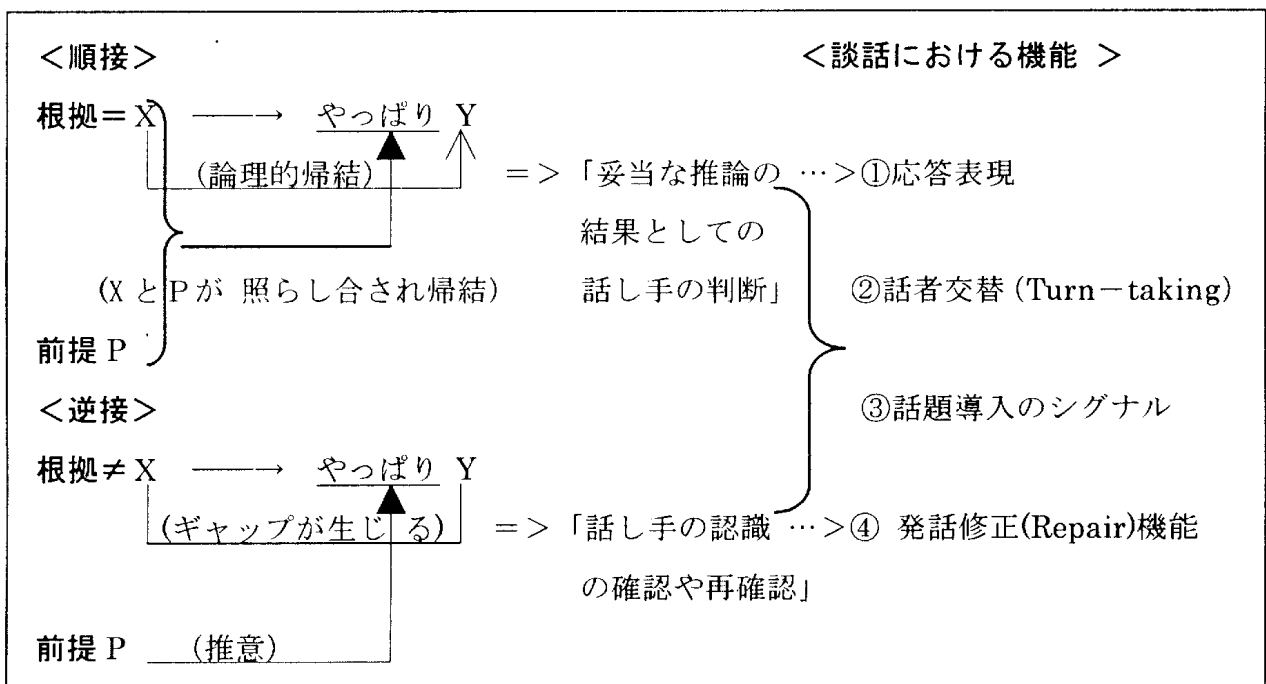 ＜順接＞ ＜談話における機能 ＞
根拠＝X ──→ やっぱり Y
(論理的帰結) ＝＞「妥当な推論の …＞①応答表現
結果としての
(XとPが 照らし合され帰結) 話し手の判断」 ②話者交替 (Turn－taking)
前提 P
＜逆接＞ ③話題導入のシグナル
根拠≠X ──→ やっぱり Y
(ギャップが生じ る) ＝＞「話し手の認識 …＞④ 発話修正(Repair)機能
の確認や再確認」
前提 P (推意)